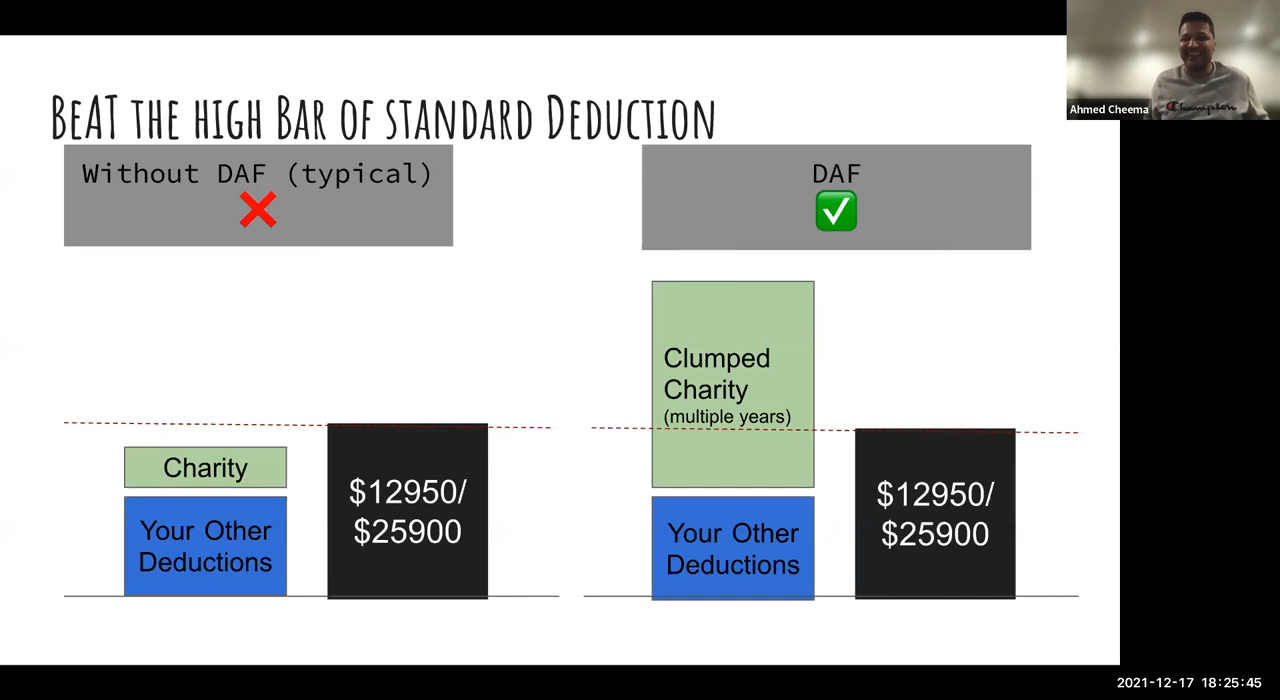 BeAT THE HIGH BAR OF STANDARD DEDUCTION
Without DAF (typical)
DAF
Charity
Your Other
Deductions
$12950/
$25900
Clumped
Charity
(multiple years)
Your Other
Deductions
$12950/
$25900
Champion
Ahmed Cheema
2021-12-17 18:25:45